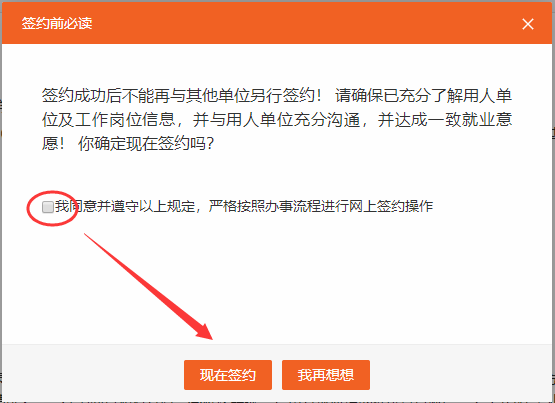 签约前必读
签约成功后不能再与其他单位另行签约！ 请确保已充分了解用人单
位及工作岗位信息，并与用人单位充分沟通，并达成一致就业意
愿！ 你确定现在签约吗？
我同意并遵守以上规定，严格按照办事流程进行网上签约操作
现在签约 我再想想